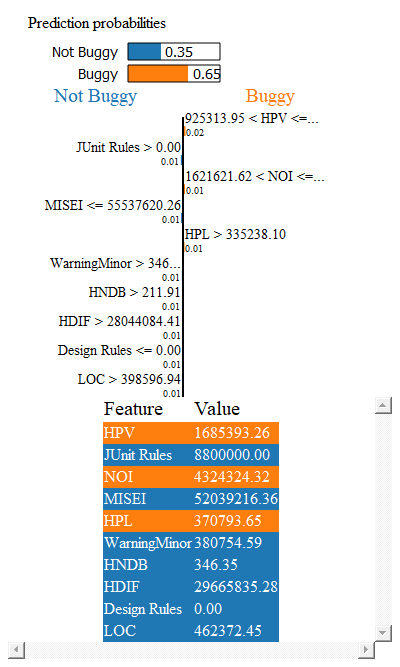 Prediction probabilities
Not Buggy 0.35
Buggy 0.65
Not Buggy Buggy
925313.95 < HPV <=...
0.02
JUnit Rules > 0.00
0.01
1621621.62 < NOI <=...
0.01
MISEI <= 55537620.26
0.01
HPL > 335238.10
0.01
WarningMinor > 346...
0.01
HNDB > 211.91
0.01
HDIF > 28044084.41
0.01
Design Rules <= 0.00
0.01
LOC > 398596.94
0.01
Feature Value
HPV 1685393.26
JUnit Rules 8800000.00
NOI 4324324.32
MISEI 52039216.36
HPL 370793.65
WarningMinor 380754.59
HNDB 346.35
HDIF 29665835.28
Design Rules 0.00
LOC 462372.45